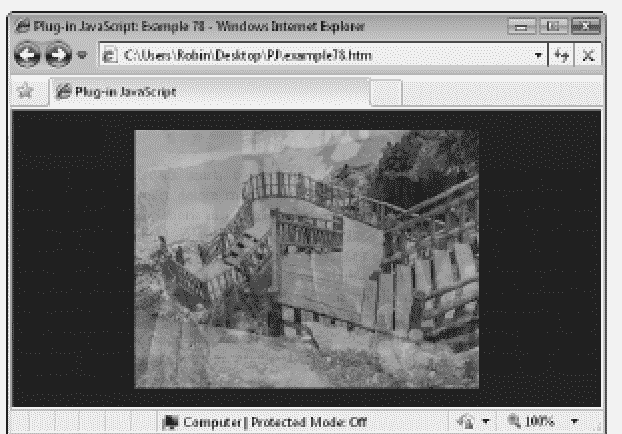 Plug-in JavaScript: Example 78 - Windows Internet Explorer
C:\Users\Robin\Desktop\PJ\example78.htm
Plug-in JavaScript
Computer | Protected Mode: Off
100%